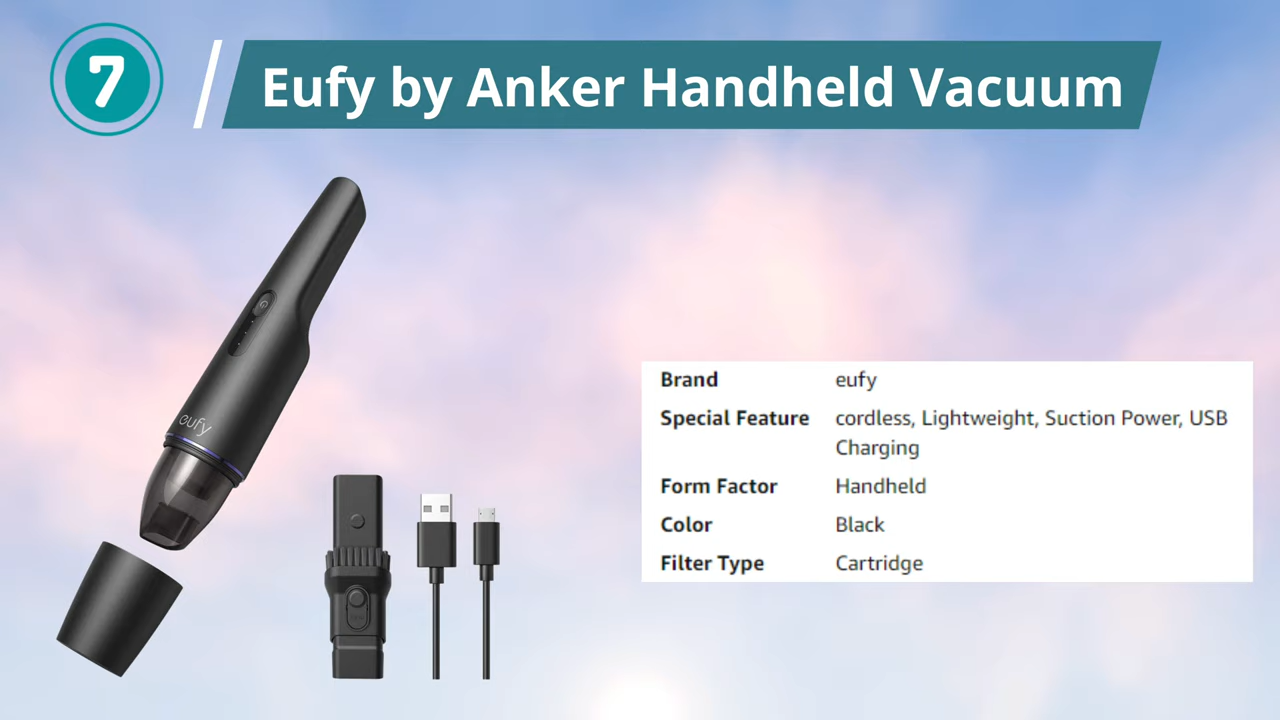 7
Eufy by Anker Handheld Vacuum
eufy
Brand eufy
Special Feature cordless, Lightweight, Suction Power, USB
Charging
Form Factor Handheld
Color Black
Filter Type Cartridge